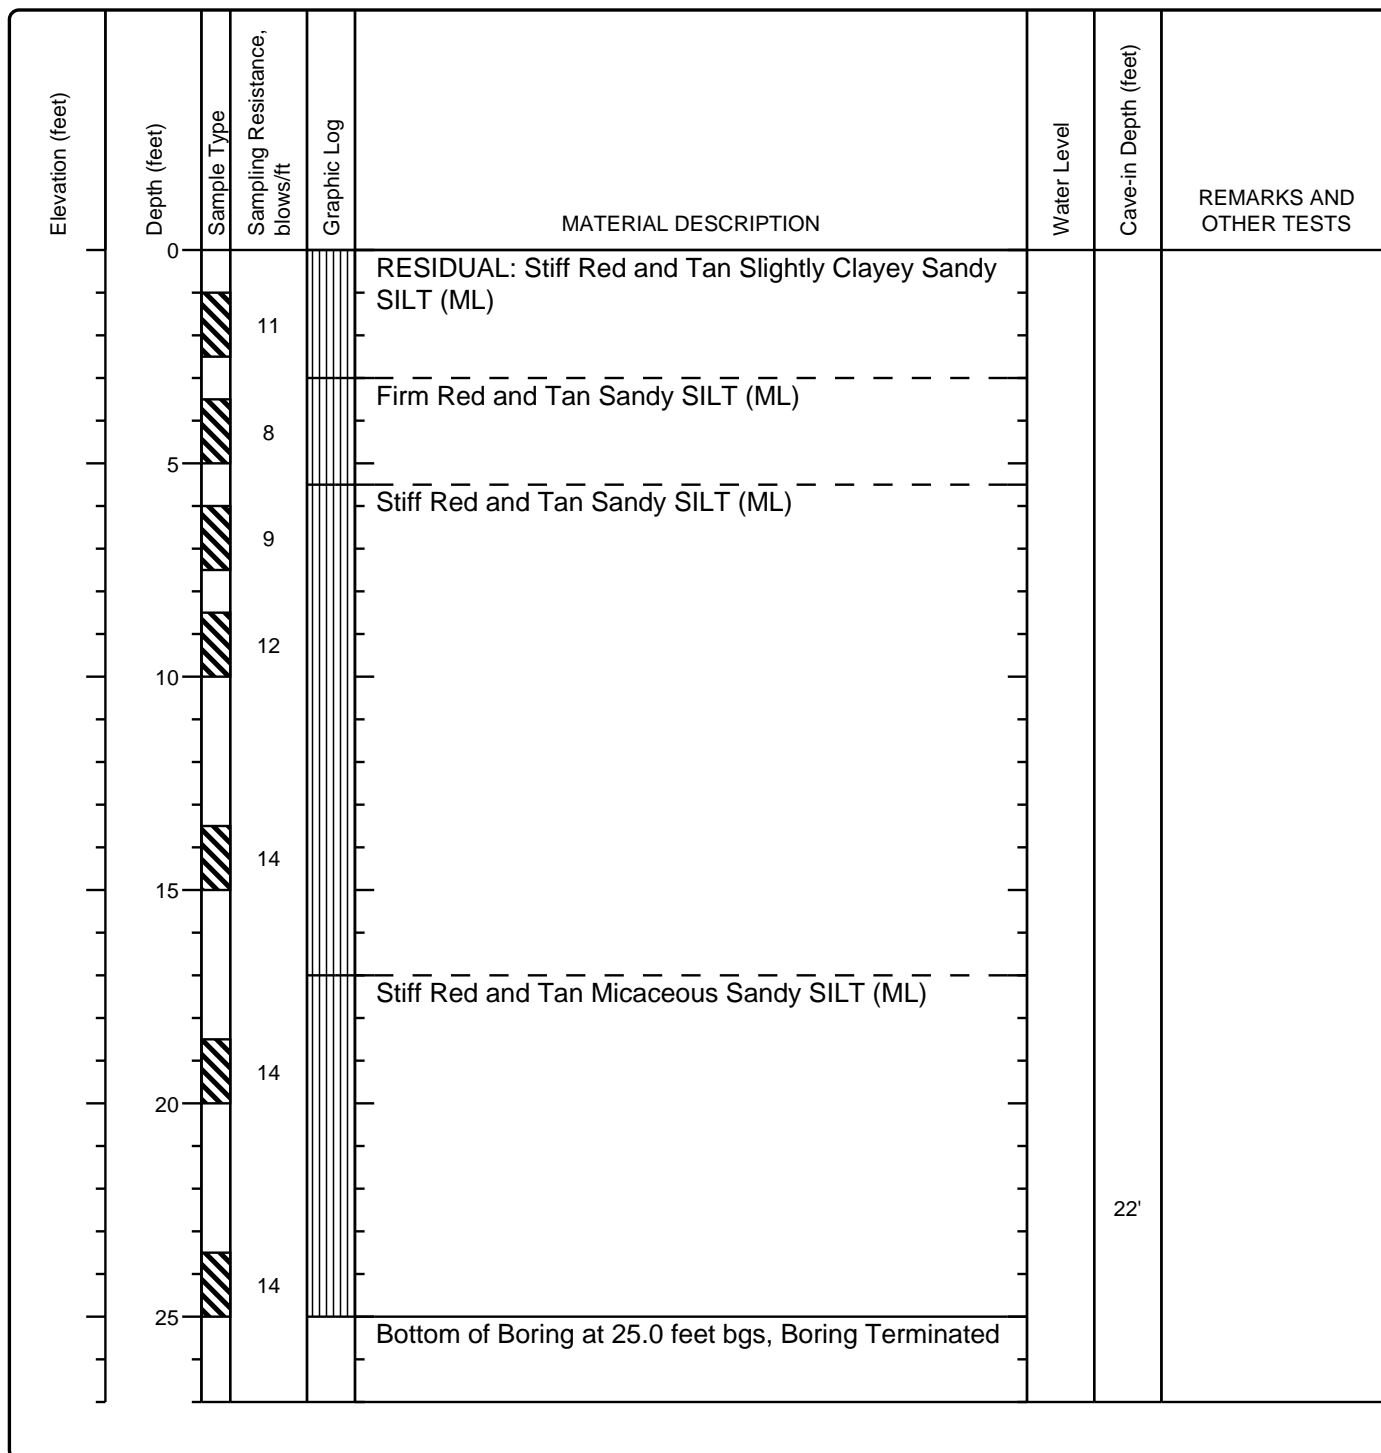 Elevation (feet)
Depth (feet)
Sample Type
Sampling Resistance,
blows/ft
Graphic Log
MATERIAL DESCRIPTION
Water Level
Cave-in Depth (feet)
REMARKS AND
OTHER TESTS
0
RESIDUAL: Stiff Red and Tan Slightly Clayey Sandy
SILT (ML)
11
Firm Red and Tan Sandy SILT (ML)
8
5
Stiff Red and Tan Sandy SILT (ML)
9
12
10
14
15
Stiff Red and Tan Micaceous Sandy SILT (ML)
14
20
22'
14
25
Bottom of Boring at 25.0 feet bgs, Boring Terminated